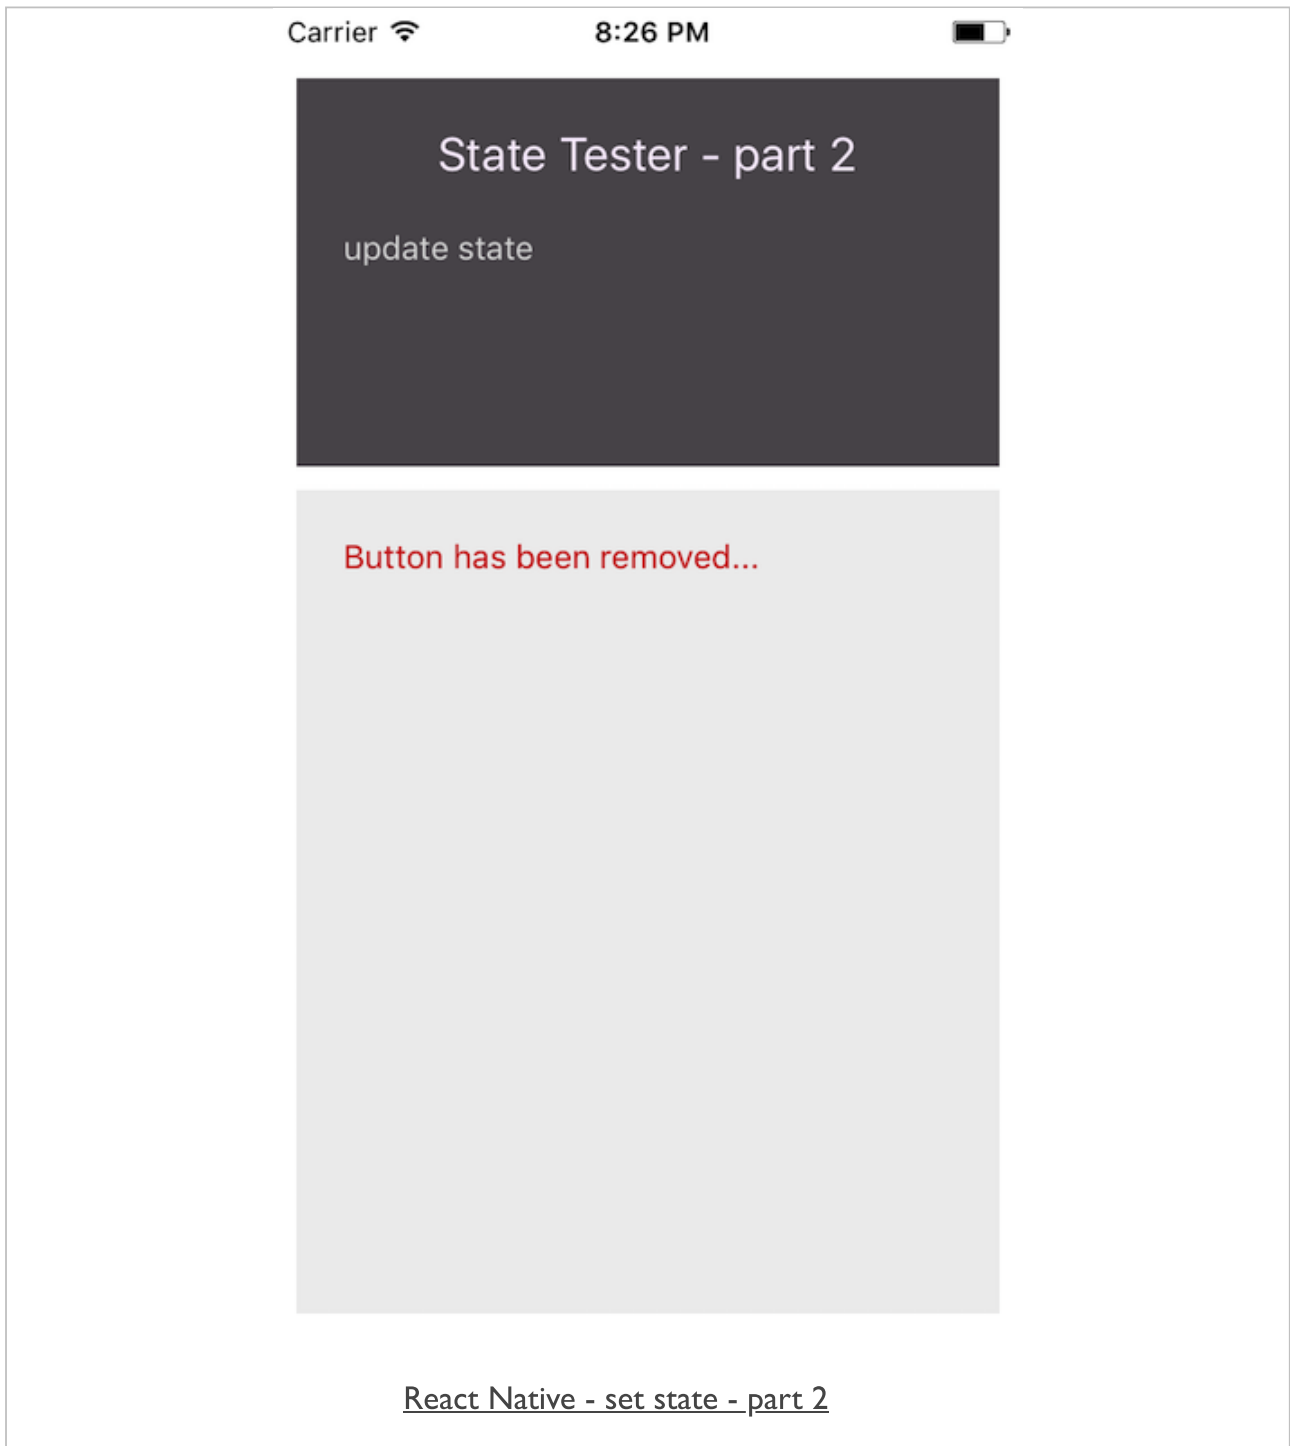 Carrier 8:26 PM
State Tester - part 2
update state
Button has been removed...
React Native - set state - part 2